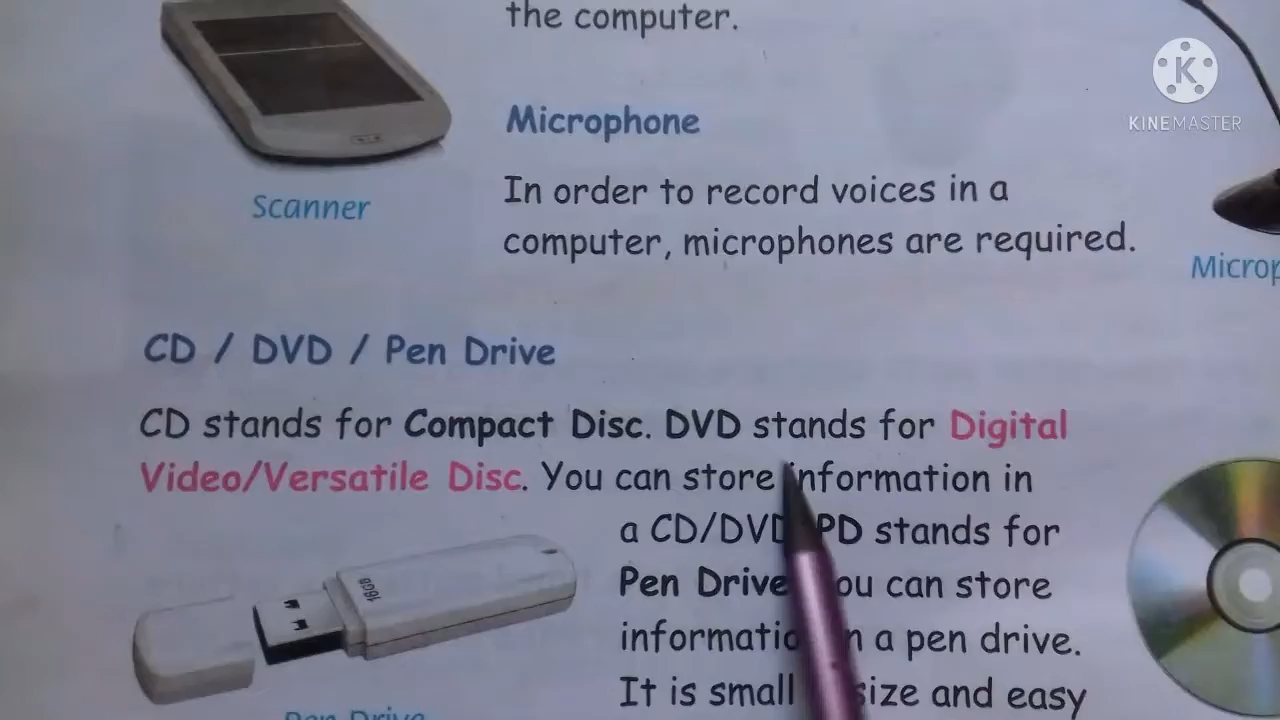 the computer.
KINEMASTER
Microphone
Scanner
In order to record voices in a
computer, microphones are required.
CD / DVD / Pen Drive
CD stands for Compact Disc. DVD stands for Digital
Video/Versatile Disc. You can store information in
a CD/DVD PD stands for
Pen Drive you can store
information a pen drive.
It is small size and easy
16GB
Pen Drive